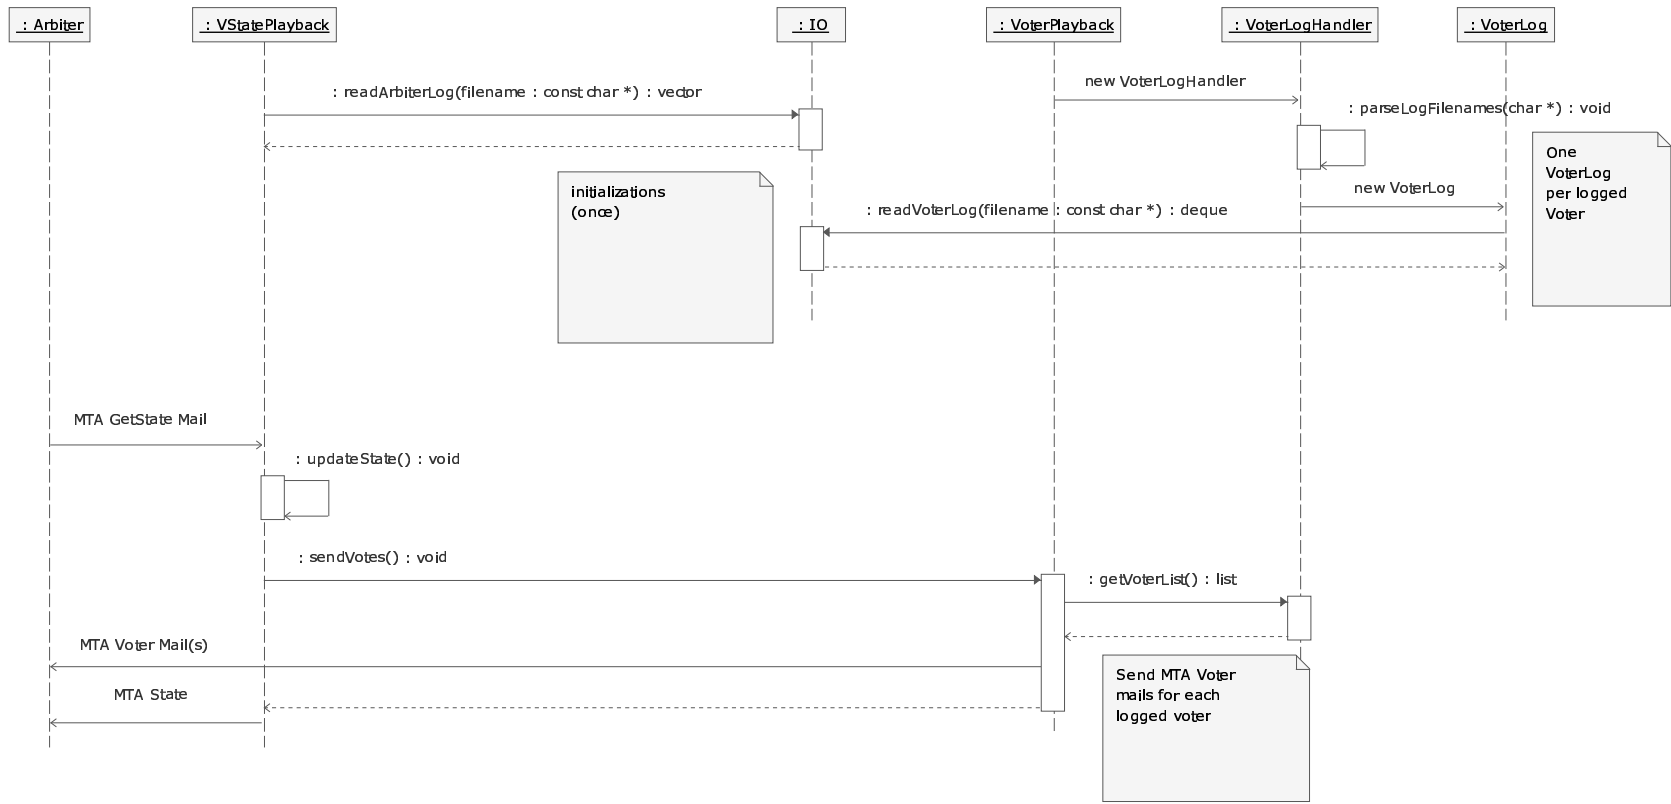 : Arbiter
: VStatePlayback
: IO
: VoterPlayback
: VoterLogHandler
: VoterLog
new VoterLogHandler
: readArbiterLog(filename : const char *) : vector
: parseLogFilenames(char *) : void
One
VoterLog
per logged
Voter
initializations
(once)
new VoterLog
: readVoterLog(filename : const char *) : deque
MTA GetState Mail
: updateState() : void
: sendVotes() : void
: getVoterList() : list
MTA Voter Mail(s)
Send MTA Voter
mails for each
logged voter
MTA State